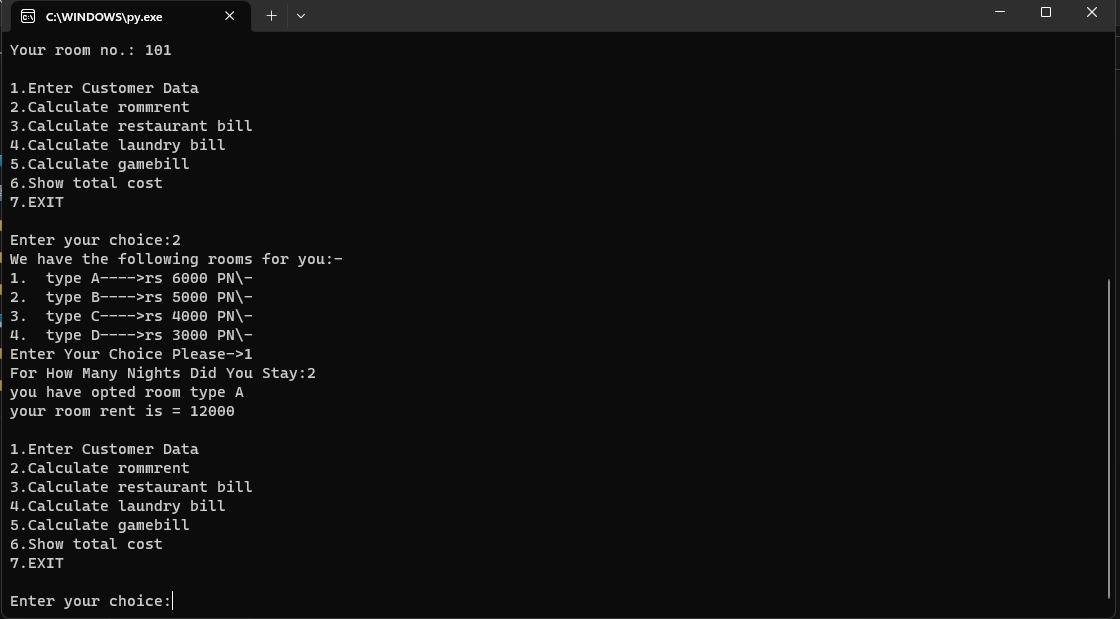 C:\WINDOWS\py.exe
Your room no.: 101
1.Enter Customer Data
2.Calculate rommrent
3.Calculate restaurant bill
4.Calculate laundry bill
5.Calculate gamebill
6.Show total cost
7.EXIT
Enter your choice:2
We have the following rooms for you:-
1.  type A---->rs 6000 PN\-
2.  type B---->rs 5000 PN\-
3.  type C---->rs 4000 PN\-
4.  type D---->rs 3000 PN\-
Enter Your Choice Please->1
For How Many Nights Did You Stay:2
you have opted room type A
your room rent is = 12000
1.Enter Customer Data
2.Calculate rommrent
3.Calculate restaurant bill
4.Calculate laundry bill
5.Calculate gamebill
6.Show total cost
7.EXIT
Enter your choice: